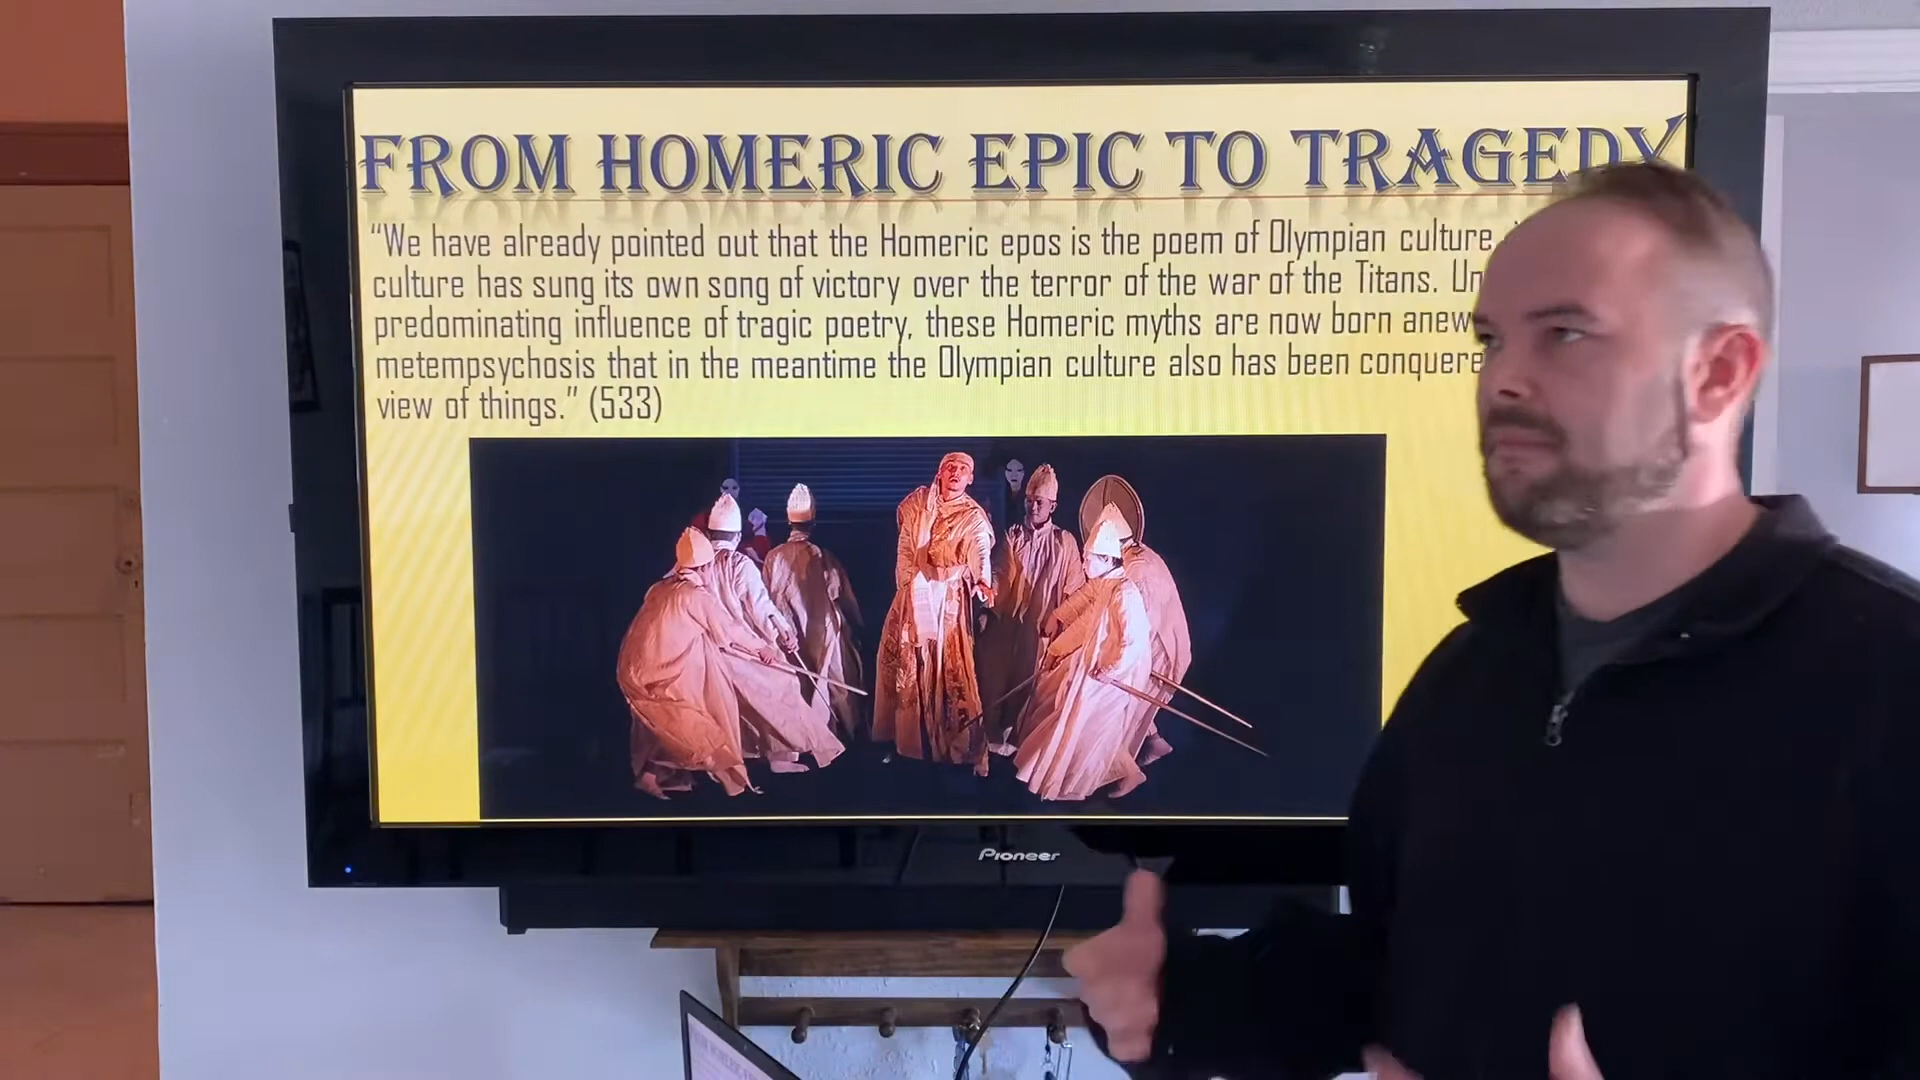 FROM HOMERIC EPIC TO TRAGEDY
“We have already pointed out that the Homeric epos is the poem of Olympian culture,
culture has sung its own song of victory over the terror of the war of the Titans.
predominating influence of tragic poetry, these Homeric myths are now born anew
metempsychosis that in the meantime the Olympian culture also has been
view of things.” (533)
Pioneer